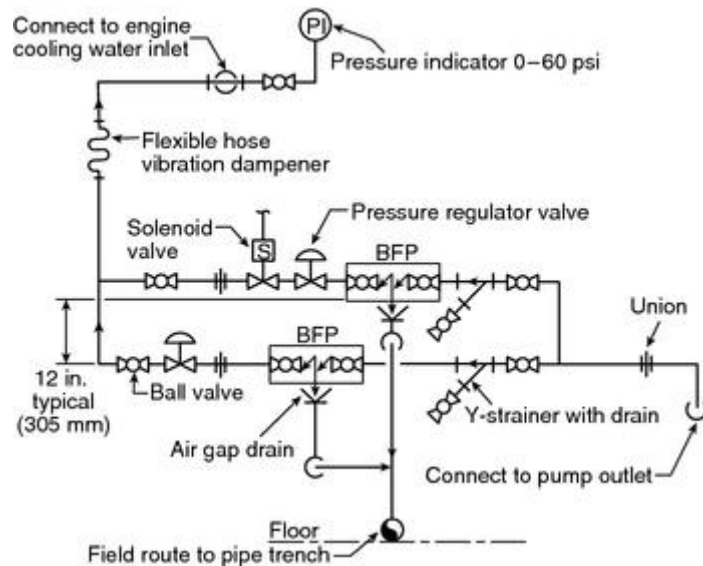 Connect to engine
cooling water inlet
PI
Pressure indicator 0–60 psi
Flexible hose
vibration dampener
Solenoid
valve
S
Pressure regulator valve
BFP
Union
BFP
12 in.
typical
(305 mm)
Ball valve
Y-strainer with drain
Air gap drain
Connect to pump outlet
Floor
Field route to pipe trench